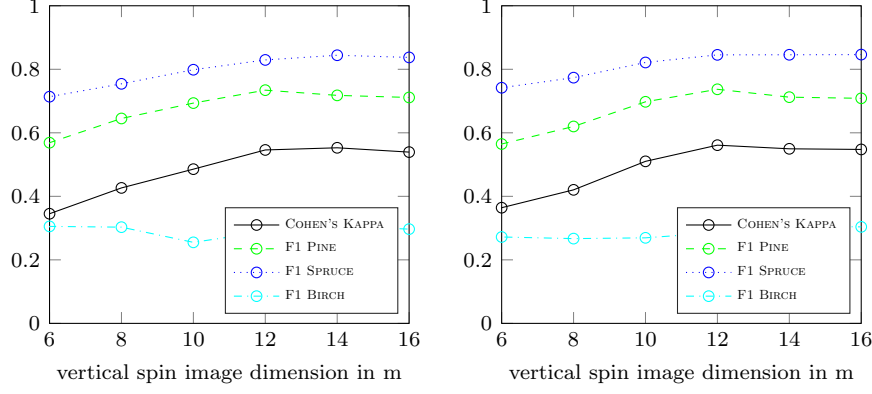 1
0.8
0.6
0.4
0.2
0
6 8 10 12 14 16
vertical spin image dimension in m
COHEN'S KAPPA
F1 PINE
F1 SPRUCE
F1 BIRCH
1
0.8
0.6
0.4
0.2
0
6 8 10 12 14 16
vertical spin image dimension in m
COHEN'S KAPPA
F1 PINE
F1 SPRUCE
F1 BIRCH